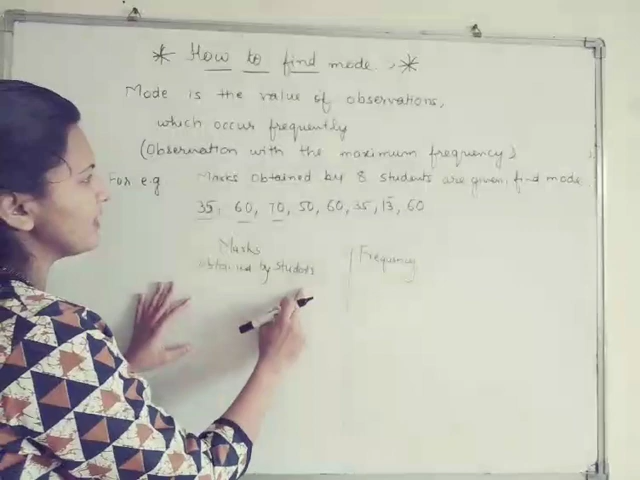 * How to find mode. *
Mode is the value of observations,
which occur frequently
(Observation with the maximum frequency)
For e.g Marks obtained by 8 students are given, find mode
35, 60, 70, 50, 60, 35, 13, 60
Marks Frequency
obtained by students